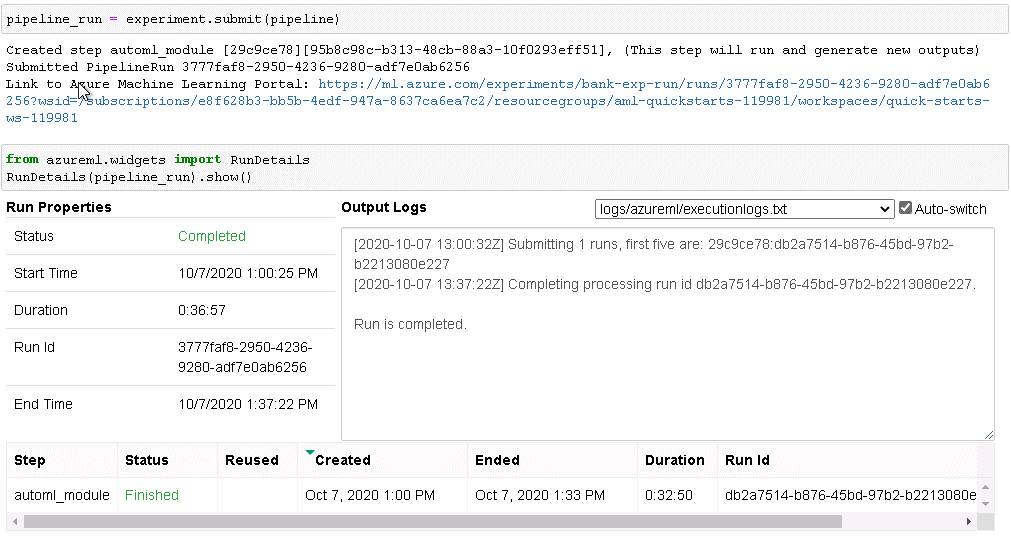 pipeline_run = experiment.submit(pipeline)
Created step automl_module [29c9ce78][95b8c98c-b313-48cb-88a3-10f0293eff51], (This step will run and generate new outputs)
Submitted PipelineRun 3777faf8-2950-4236-9280-adf7e0ab6256
Link to Azure Machine Learning Portal: https://ml.azure.com/experiments/bank-exp-run/runs/3777faf8-2950-4236-9280-adf7e0ab6
256?wsid=/subscriptions/e8f628b3-bb5b-4edf-947a-8637ca6ea7c2/resourcegroups/aml-quickstarts-119981/workspaces/quick-starts-
ws-119981
from azureml.widgets import RunDetails
RunDetails(pipeline_run).show()
Run Properties
Status Completed
Start Time 10/7/2020 1:00:25 PM
Duration 0:36:57
Run Id 3777faf8-2950-4236-
9280-adf7e0ab6256
End Time 10/7/2020 1:37:22 PM
Output Logs logs/azureml/executionlogs.txt Auto-switch
[2020-10-07 13:00:32Z] Submitting 1 runs, first five are: 29c9ce78:db2a7514-b876-45bd-97b2-
b2213080e227
[2020-10-07 13:37:22Z] Completing processing run id db2a7514-b876-45bd-97b2-b2213080e227.
Run is completed.
Step Status Reused Created Ended Duration Run Id
automl_module Finished Oct 7, 2020 1:00 PM Oct 7, 2020 1:33 PM 0:32:50 db2a7514-b876-45bd-97b2-b2213080e